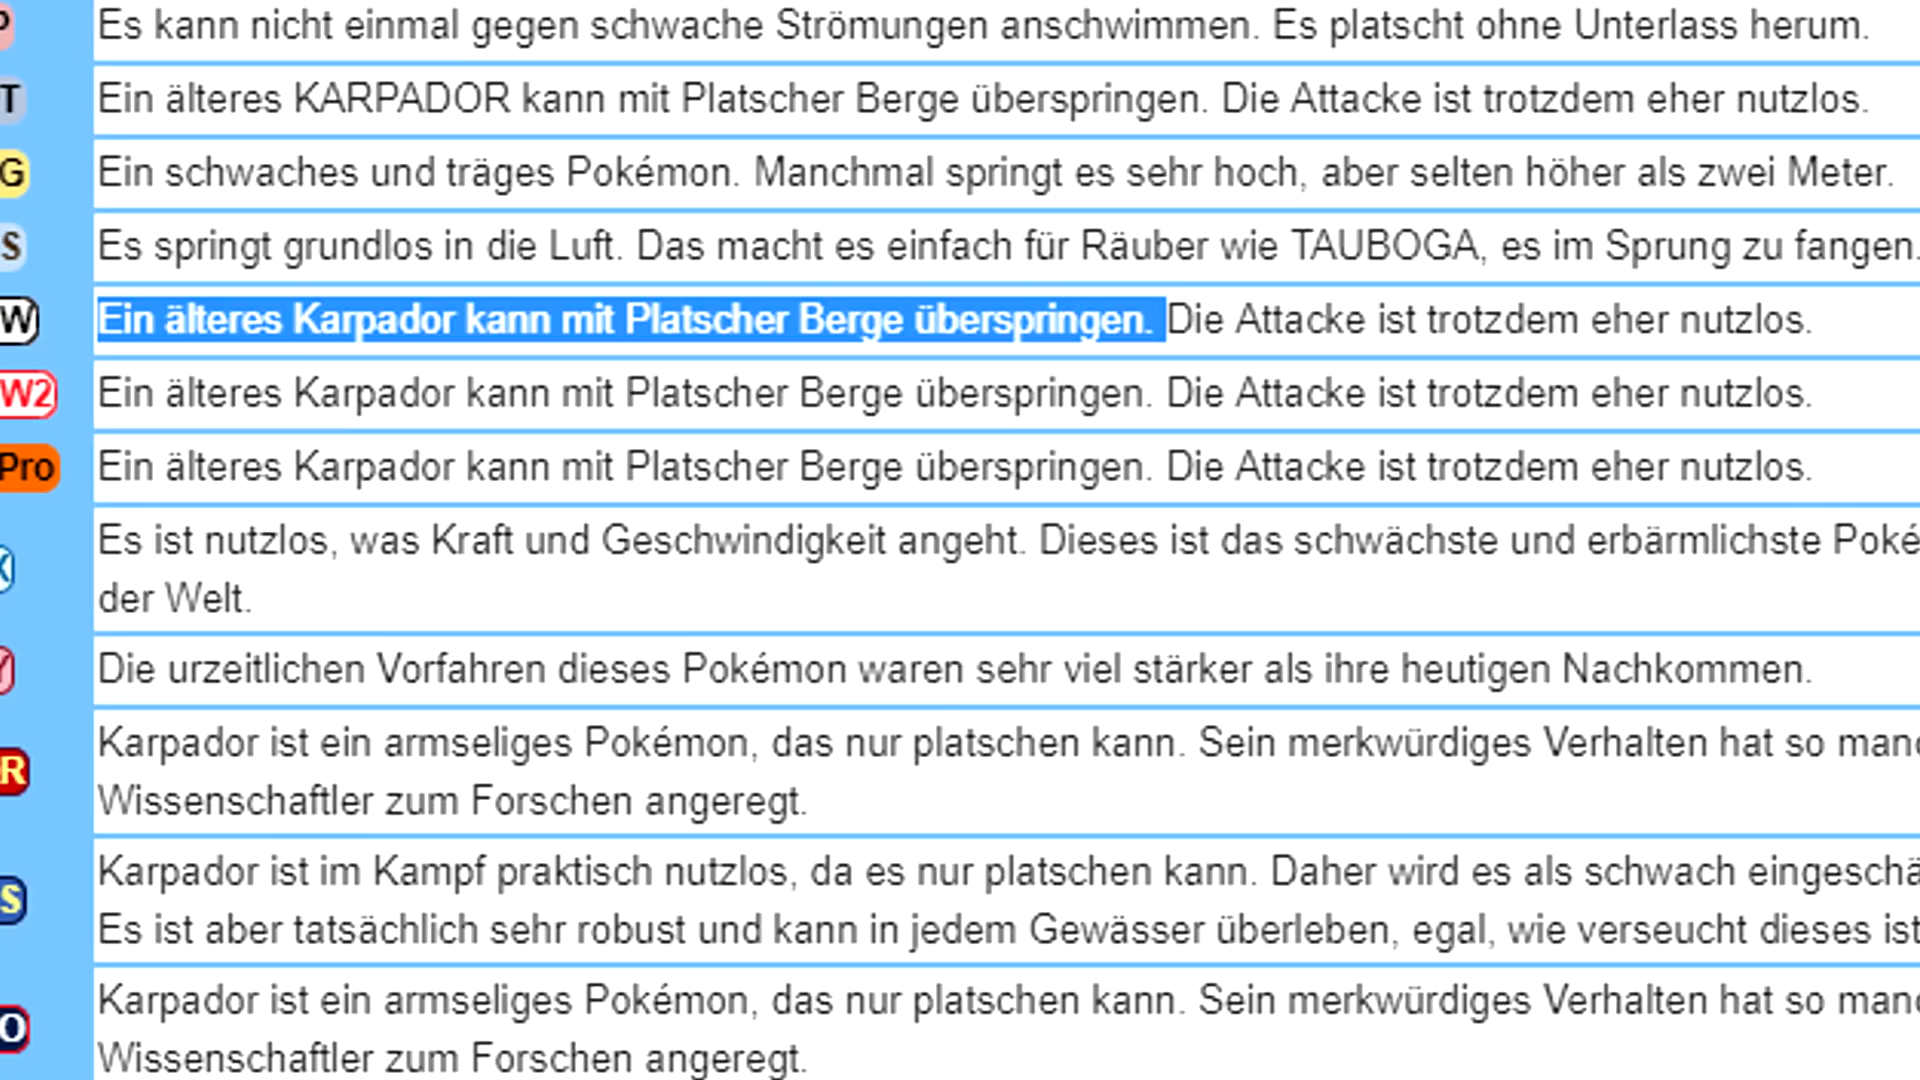 P Es kann nicht einmal gegen schwache Strömungen anschwimmen. Es platscht ohne Unterlass herum.
T Ein älteres KARPADOR kann mit Platscher Berge überspringen. Die Attacke ist trotzdem eher nutzlos.
G Ein schwaches und träges Pokémon. Manchmal springt es sehr hoch, aber selten höher als zwei Meter.
S Es springt grundlos in die Luft. Das macht es einfach für Räuber wie TAUBOGA, es im Sprung zu fangen.
W Ein älteres Karpador kann mit Platscher Berge überspringen. Die Attacke ist trotzdem eher nutzlos.
W2 Ein älteres Karpador kann mit Platscher Berge überspringen. Die Attacke ist trotzdem eher nutzlos.
Pro Ein älteres Karpador kann mit Platscher Berge überspringen. Die Attacke ist trotzdem eher nutzlos.
X Es ist nutzlos, was Kraft und Geschwindigkeit angeht. Dieses ist das schwächste und erbärmlichste Poké
der Welt.
Y Die urzeitlichen Vorfahren dieses Pokémon waren sehr viel stärker als ihre heutigen Nachkommen.
R Karpador ist ein armseliges Pokémon, das nur platschen kann. Sein merkwürdiges Verhalten hat so manc
Wissenschaftler zum Forschen angeregt.
S Karpador ist im Kampf praktisch nutzlos, da es nur platschen kann. Daher wird es als schwach eingeschä
Es ist aber tatsächlich sehr robust und kann in jedem Gewässer überleben, egal, wie verseucht dieses ist
O Karpador ist ein armseliges Pokémon, das nur platschen kann. Sein merkwürdiges Verhalten hat so manc
Wissenschaftler zum Forschen angeregt.